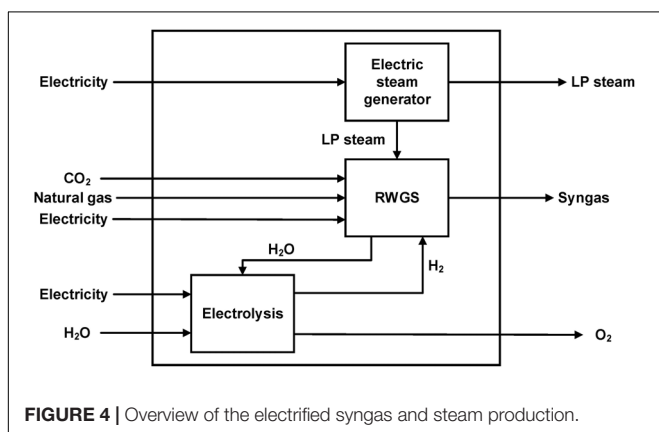 Electricity
Electric
steam
generator
LP steam
LP steam
CO₂
Natural gas
Electricity
RWGS
Syngas
H₂O
H₂
Electricity
Electrolysis
H₂O
O₂
FIGURE 4 | Overview of the electrified syngas and steam production.